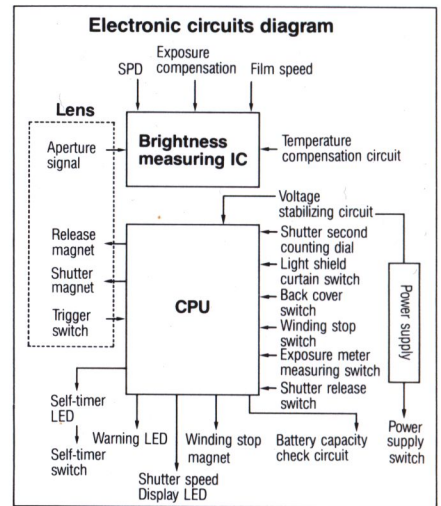 Electronic circuits diagram
Exposure
compensation
SPD
Film speed
Lens
Aperture
signal
Brightness
measuring IC
Temperature
compensation circuit
Voltage
stabilizing circuit
Release
magnet
Shutter
magnet
Trigger
switch
CPU
Shutter second
counting dial
Light shield
curtain switch
Back cover
switch
Winding stop
switch
Exposure meter
measuring switch
Shutter release
switch
Power supply
Self-timer
LED
Self-timer
switch
Warning LED
Shutter speed
Display LED
Winding stop
magnet
Battery capacity
check circuit
Power
supply
switch